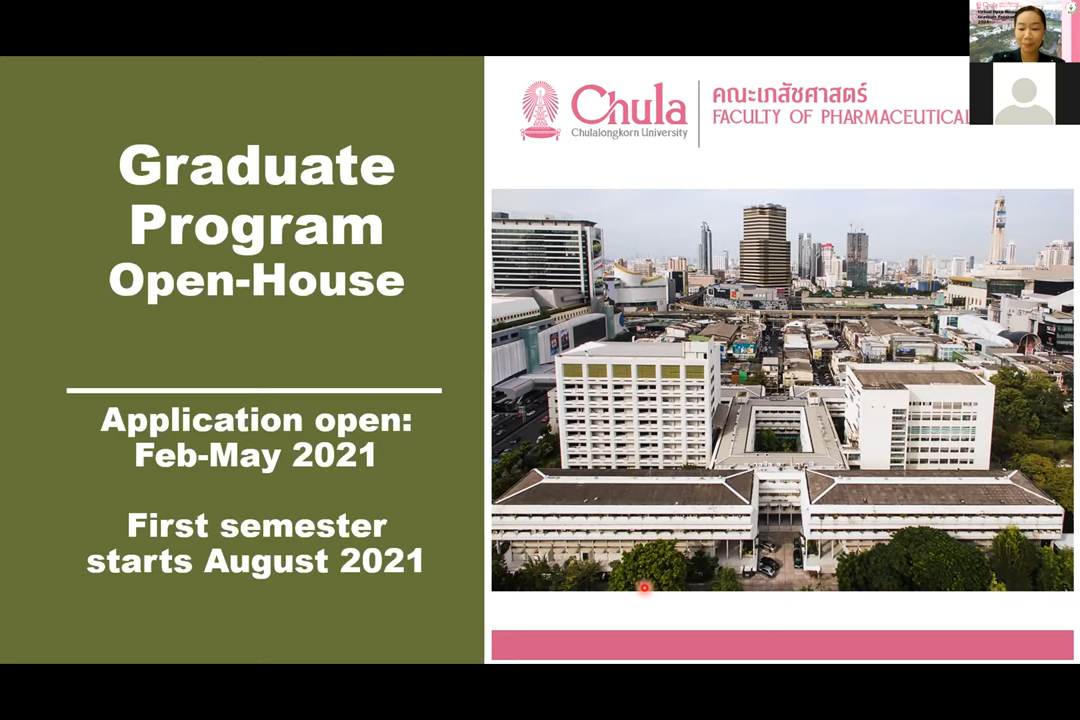 Graduate
Program
Open-House
Application open:
Feb-May 2021
First semester
starts August 2021
Chula
Chulalongkorn University
คณะเภสัชศาสตร์
FACULTY OF PHARMACEUTICAL